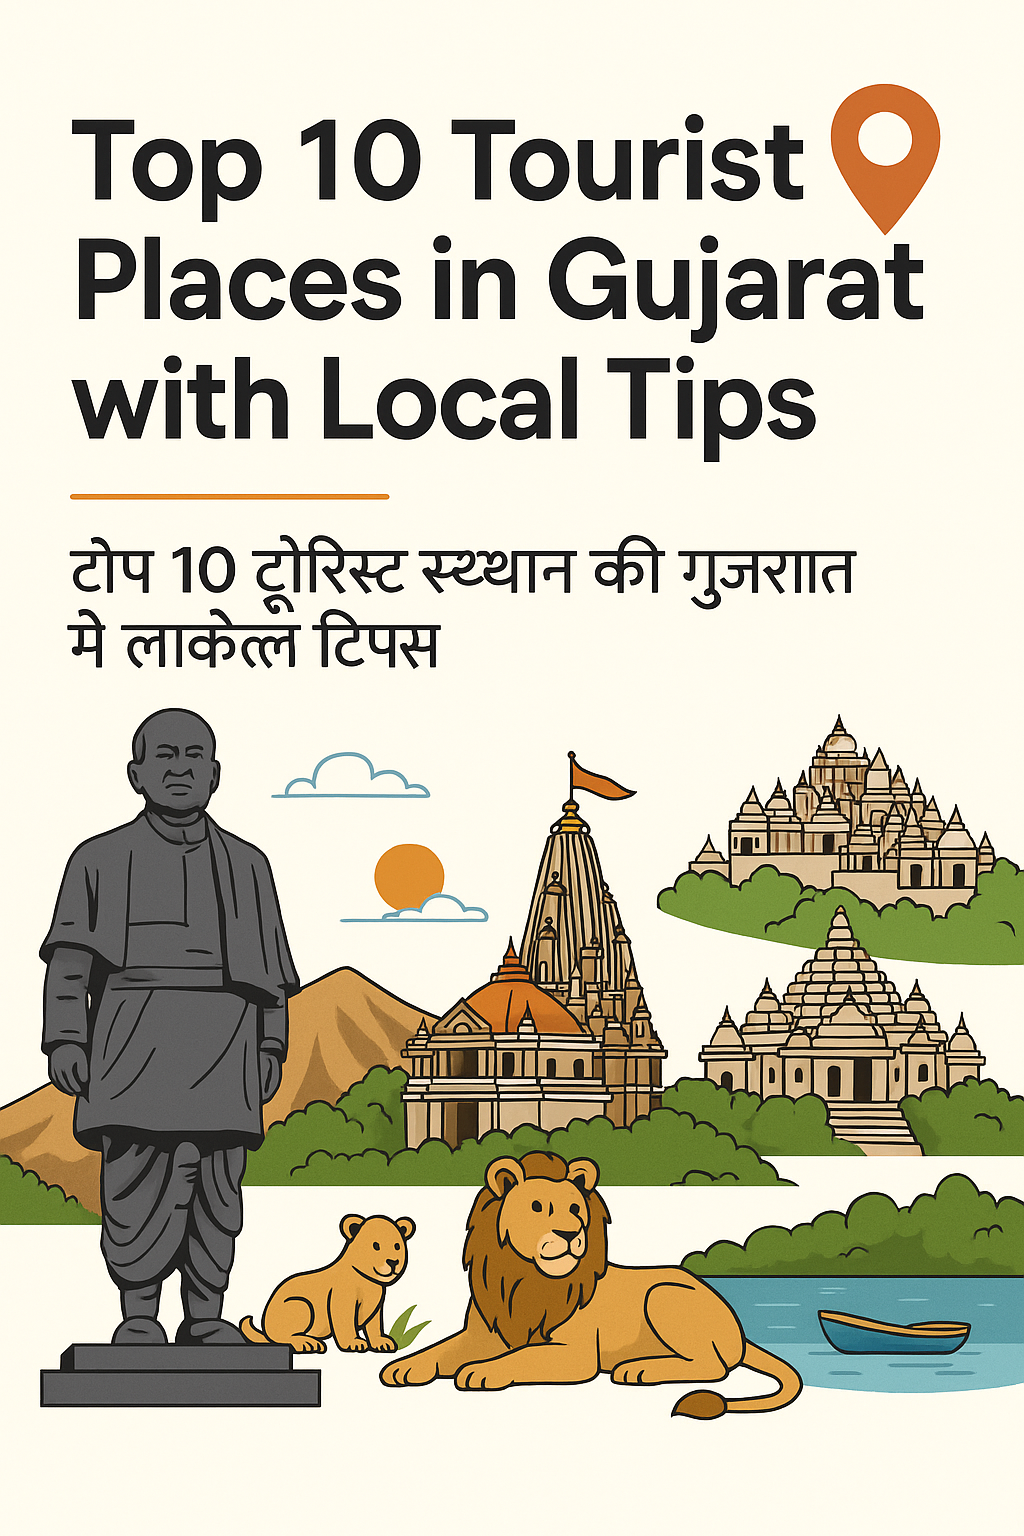 Top 10 Tourist
Places in Gujarat
with Local Tips
टोप 10 टूोरिस्ट स्थ्थान की गुजराात
मे लाकेत्ल टिपस